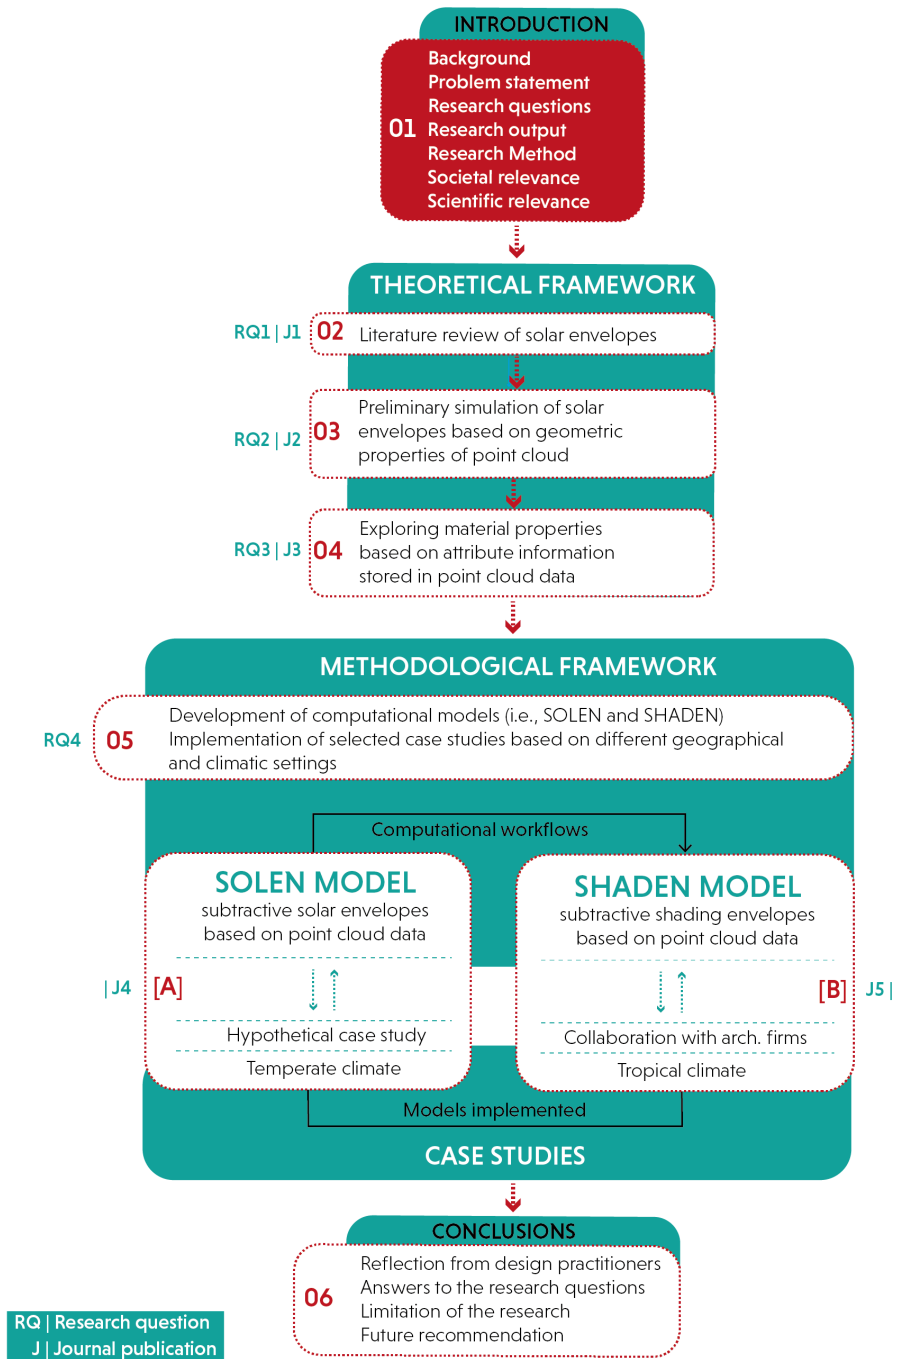 INTRODUCTION
Background
Problem statement
Research questions
01 Research output
Research Method
Societal relevance
Scientific relevance
THEORETICAL FRAMEWORK
RQ1 | J1 02 Literature review of solar envelopes
Preliminary simulation of solar
RQ2 | J2 03 envelopes based on geometric
properties of point cloud
Exploring material properties
RQ3 | J3 04 based on attribute information
stored in point cloud data
METHODOLOGICAL FRAMEWORK
Development of computational models (i.e., SOLEN and SHADEN)
RQ4 05 Implementation of selected case studies based on different geographical
and climatic settings
Computational workflows
SOLEN MODEL
subtractive solar envelopes
based on point cloud data
| J4 [A]
Hypothetical case study
Temperate climate
SHADEN MODEL
subtractive shading envelopes
based on point cloud data
[B] J5 |
Collaboration with arch. firms
Tropical climate
Models implemented
CASE STUDIES
CONCLUSIONS
Reflection from design practitioners
Answers to the research questions
06 Limitation of the research
Future recommendation
RQ | Research question
J | Journal publication